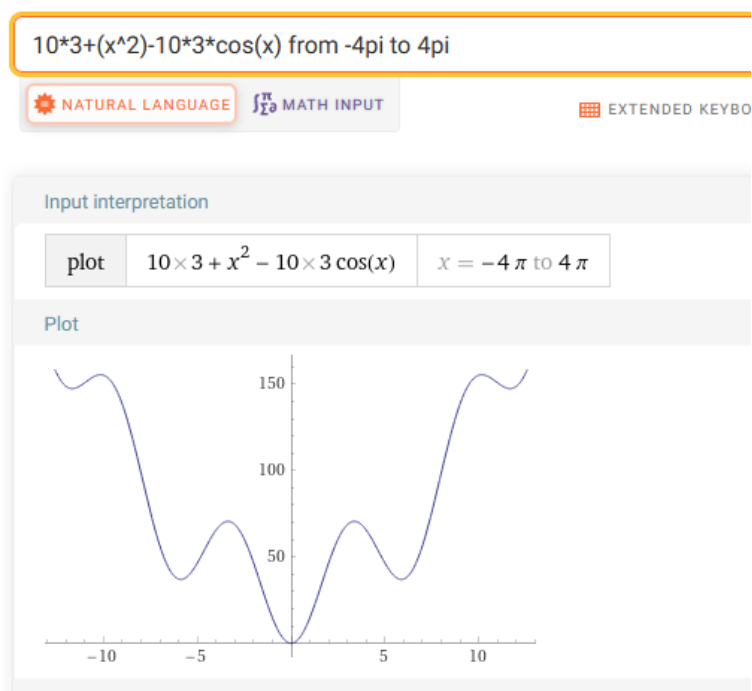 10*3+(x^2)-10*3*cos(x) from -4pi to 4pi
NATURAL LANGUAGE
∫Σπ∂ MATH INPUT
EXTENDED KEYBO
Input interpretation
plot 10×3 + x² − 10×3 cos(x) x = −4 π to 4 π
Plot
150
100
50
−10 −5 5 10